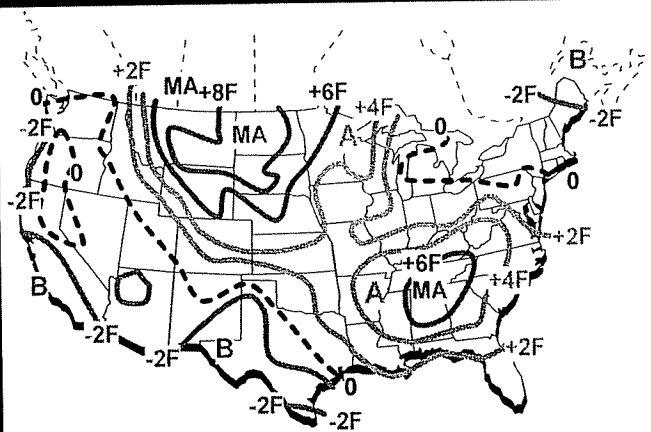 B
+2F MA +8F +6F -2F
0 +4F -2F
MA A 0
-2F
0 0
-2F
+2F
+6F
B A MA +4F
-2F
-2F B +2F
0
-2F
-2F